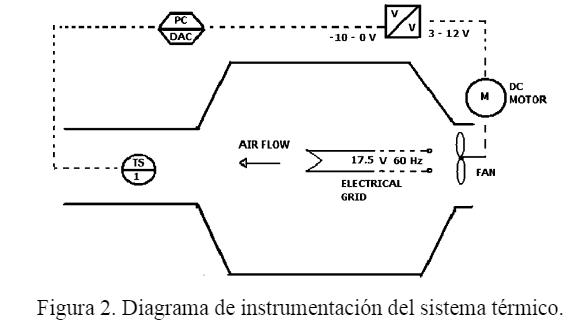 PC
DAC
-10 - 0 V
V
V
3 - 12 V
M
DC
MOTOR
AIR FLOW
17.5 V 60 Hz
TS
1
ELECTRICAL
GRID
FAN
Figura 2. Diagrama de instrumentación del sistema térmico.